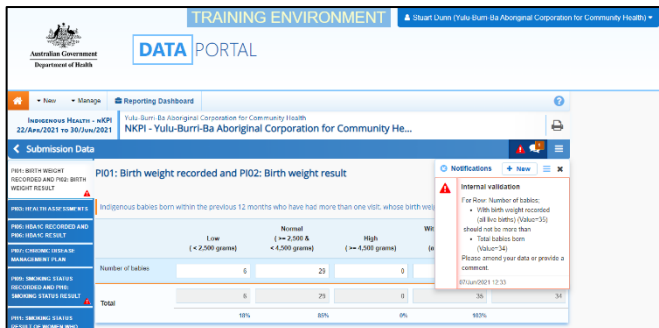 TRAINING ENVIRONMENT
Stuart Dunn (Yulu-Burri-Ba Aboriginal Corporation for Community Health)
Australian Government
Department of Health
DATA PORTAL
New
Manage
Reporting Dashboard
INDIGENOUS HEALTH - NKPI
22/APR/2021 TO 30/JUN/2021
Yulu-Burri-Ba Aboriginal Corporation for Community Health
NKPI - Yulu-Burri-Ba Aboriginal Corporation for Community He...
Submission Data
PI01: BIRTH WEIGHT RECORDED AND PI02: BIRTH WEIGHT RESULT
PI03: HEALTH ASSESSMENTS
PI05: HBA1C RECORDED AND PI06: HBA1C RESULT
PI07: CHRONIC DISEASE MANAGEMENT PLAN
PI09: SMOKING STATUS RECORDED AND PI10: SMOKING STATUS RESULT
PI11: SMOKING STATUS RESULT OF WOMEN WHO
PI01: Birth weight recorded and PI02: Birth weight result
Indigenous babies born within the previous 12 months who have had more than one visit, whose birth
Low
(< 2,500 grams)
Normal
( >= 2,500 &
< 4,500 grams)
High
( >= 4,500 grams)
Number of babies
6
29
0
Total
6
29
0
35
34
18%
85%
0%
103%
Notifications
+ New
Internal validation
For Row: Number of babies;
• With birth weight recorded
(all live births) (Value=35)
should not be more than
• Total babies born
(Value=34)
Please amend your data or provide a
comment.
07/Jun/2021 12:33